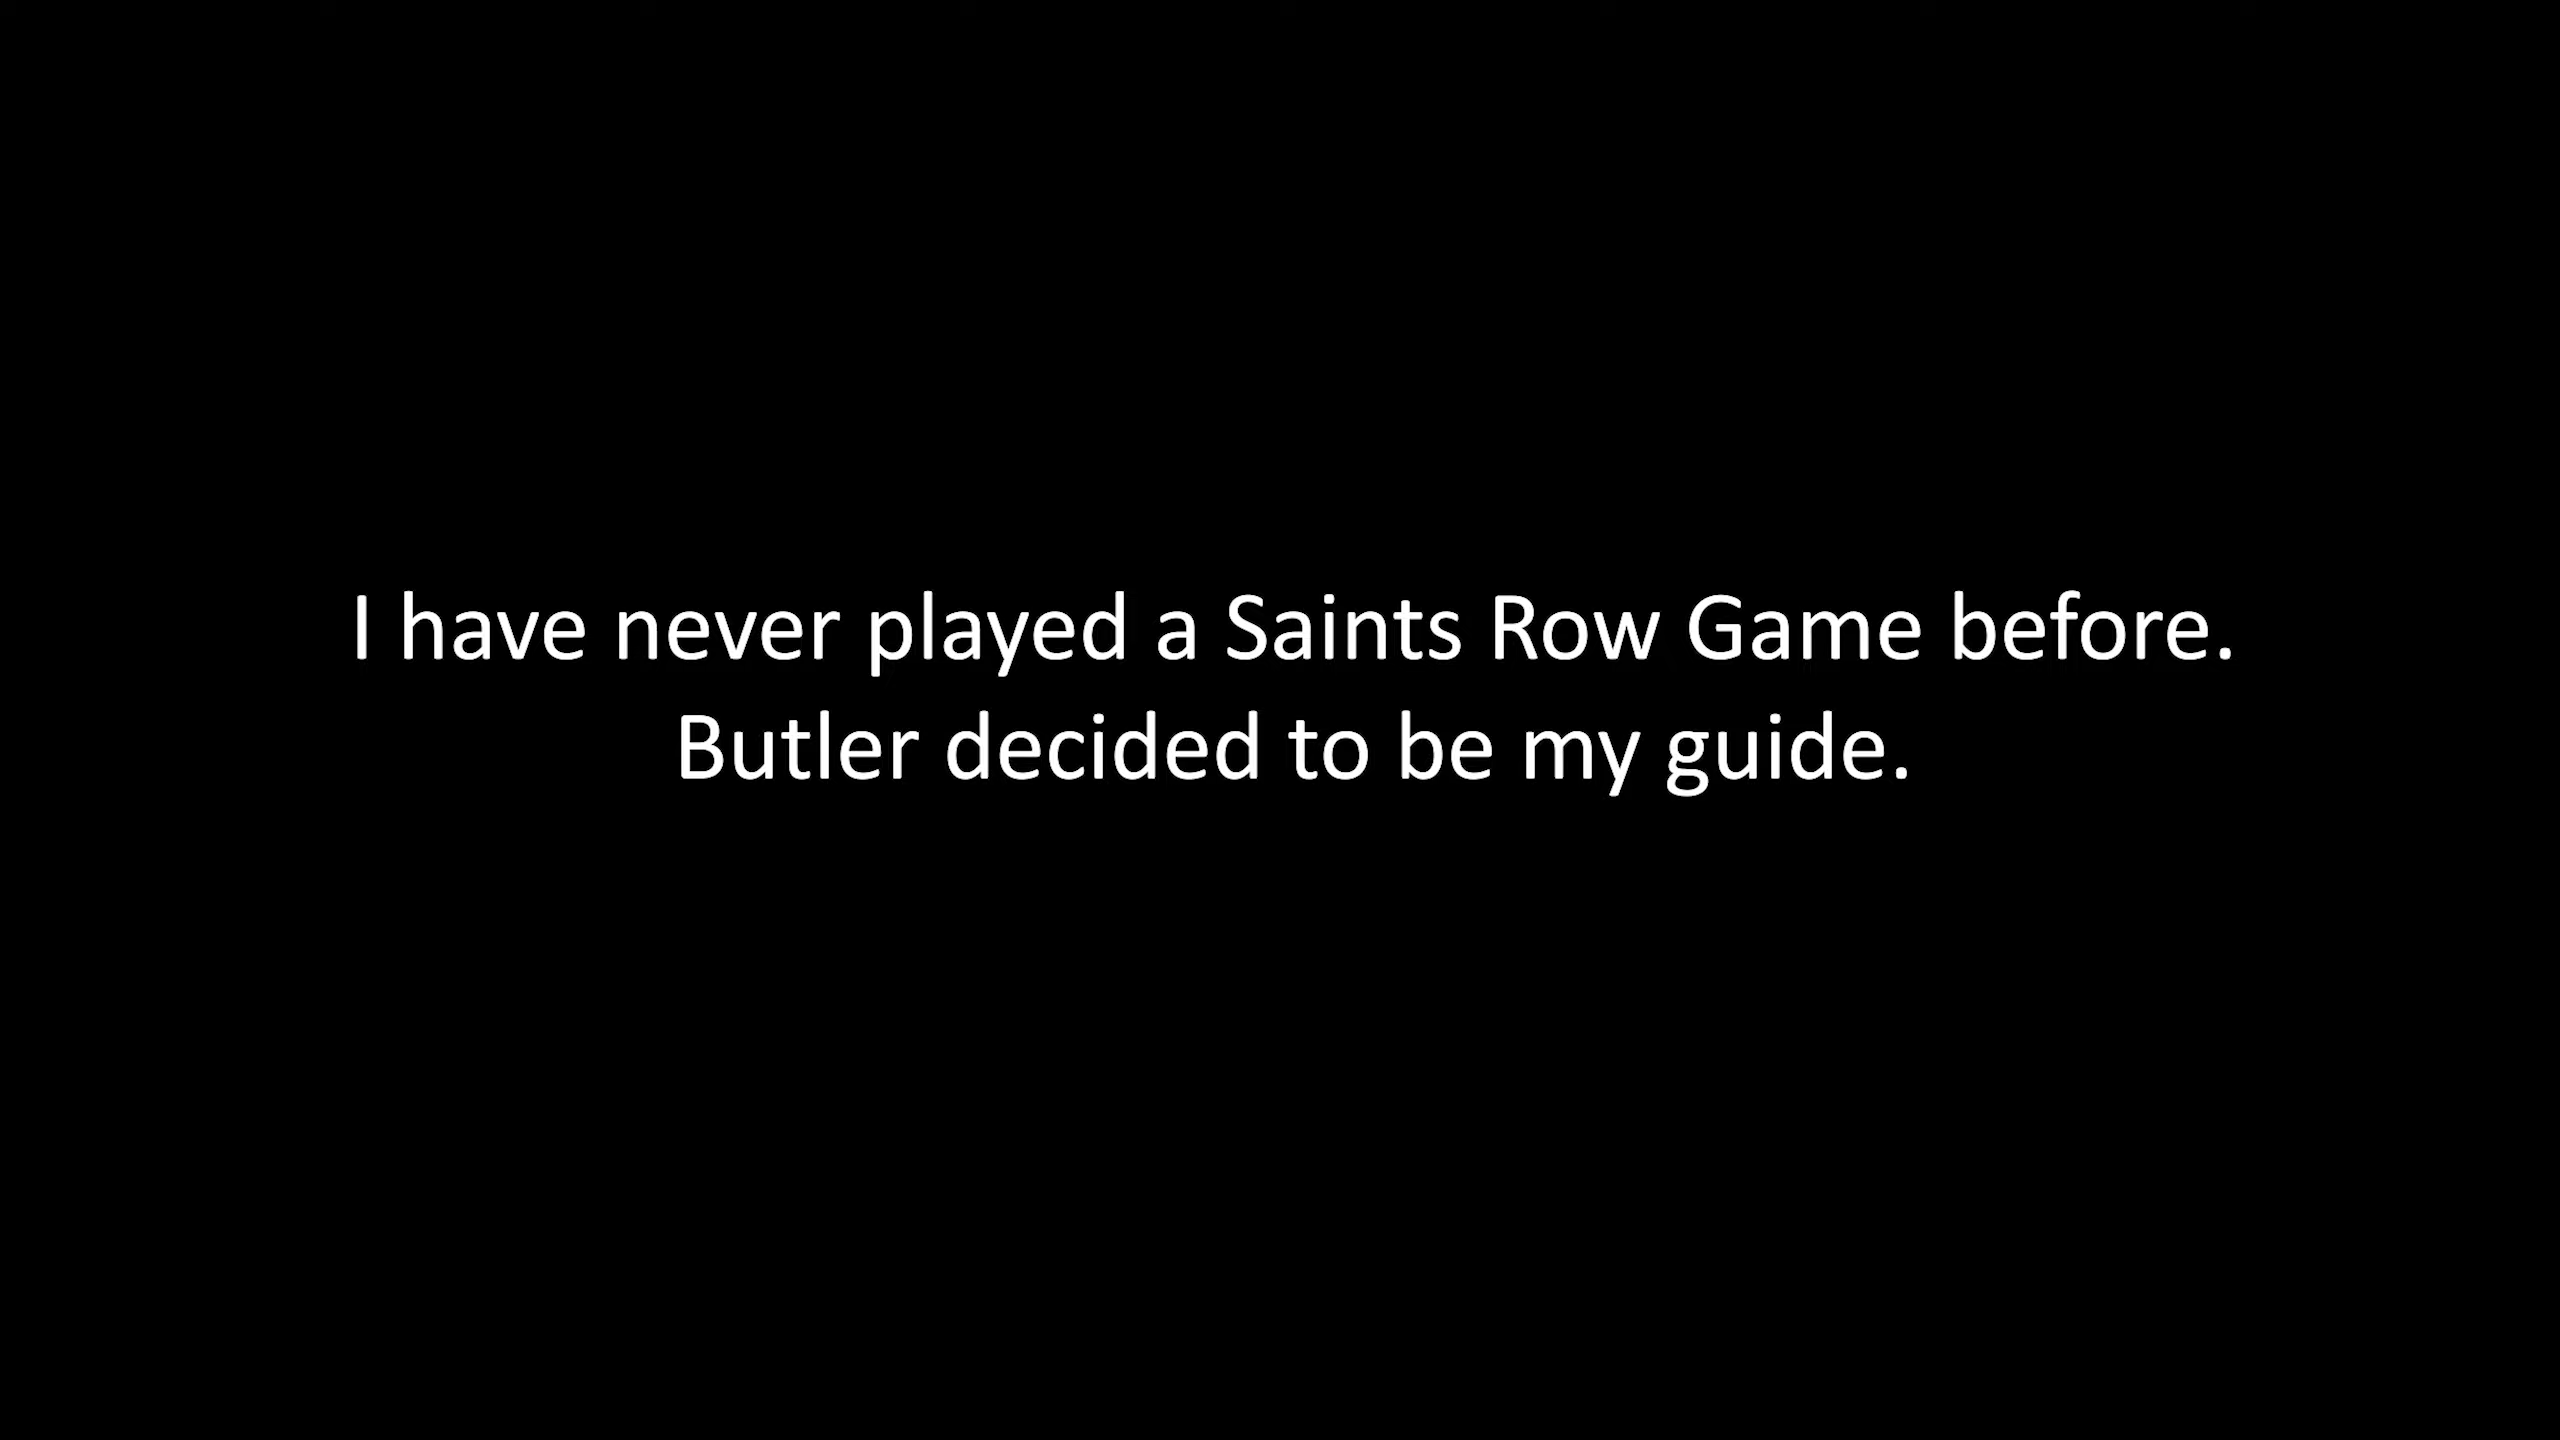 I have never played a Saints Row Game before.
Butler decided to be my guide.